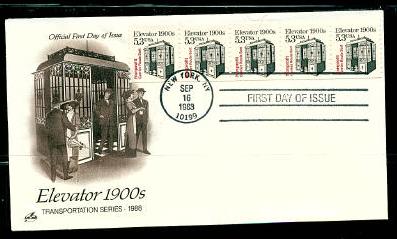 Official First Day of Issue
Elevator 1900s Elevator 1900s Elevator 1900s Elevator 1900s Elevator 1900s
5.3 USA 5.3 USA 5.3 USA 5.3 USA 5.3 USA
NEW YORK, NY
SEP
16
1988
10199
FIRST DAY OF ISSUE
Elevator 1900s
TRANSPORTATION SERIES - 1988